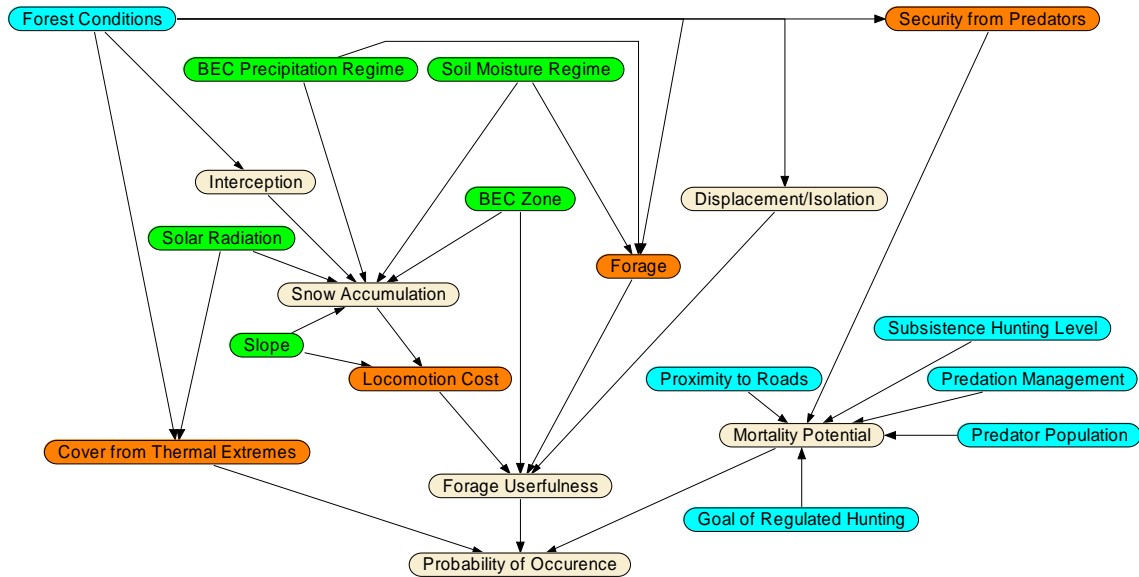 Forest Conditions
Security from Predators
BEC Precipitation Regime
Soil Moisture Regime
Interception
BEC Zone
Displacement/Isolation
Solar Radiation
Forage
Snow Accumulation
Subsistence Hunting Level
Slope
Locomotion Cost
Proximity to Roads
Predation Management
Mortality Potential
Predator Population
Cover from Thermal Extremes
Forage Userfulness
Goal of Regulated Hunting
Probability of Occurence